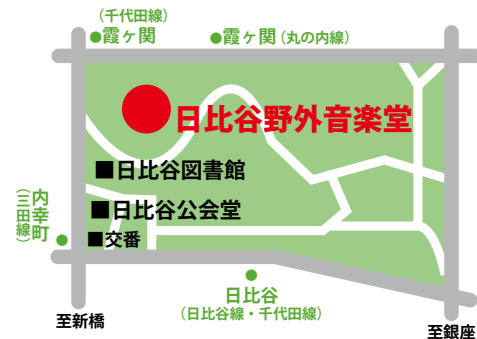 (千代田線)
●霞ヶ関
●霞ヶ関(丸の内線)
日比谷野外音楽堂
■日比谷図書館
■日比谷公会堂
■交番
内幸町
(三田線)
日比谷
(日比谷線・千代田線)
至新橋
至銀座